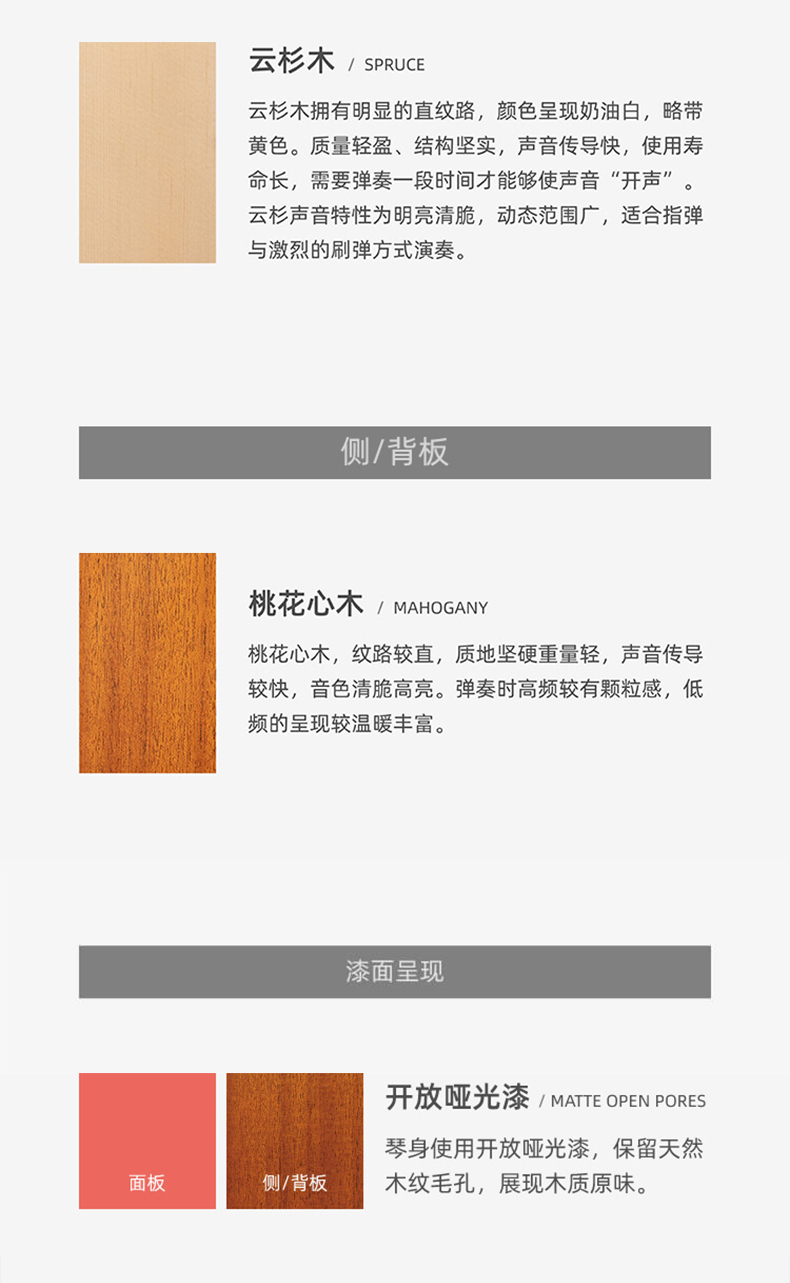 云杉木 / SPRUCE
云杉木拥有明显的直纹路，颜色呈现奶油白，略带
黄色。质量轻盈、结构坚实，声音传导快，使用寿
命长，需要弹奏一段时间才能够使声音“开声”。
云杉声音特性为明亮清脆，动态范围广，适合指弹
与激烈的刷弹方式演奏。
侧/背板
桃花心木 / MAHOGANY
桃花心木，纹路较直，质地坚硬重量轻，声音传导
较快，音色清脆高亮。弹奏时高频较有颗粒感，低
频的呈现较温暖丰富。
漆面呈现
开放哑光漆 / MATTE OPEN PORES
琴身使用开放哑光漆，保留天然
木纹毛孔，展现木质原味。
面板
侧/背板